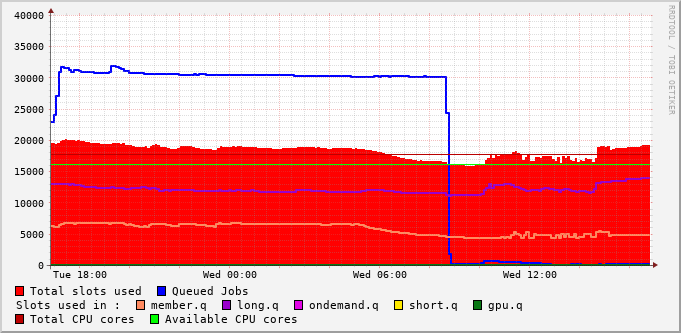 40000
35000
30000
25000
20000
15000
10000
5000
0
Tue 18:00 Wed 00:00 Wed 06:00 Wed 12:00
RRDTOOL / TOBI OETIKER
Total slots used Queued Jobs
Slots used in : member.q long.q ondemand.q short.q gpu.q
Total CPU cores Available CPU cores